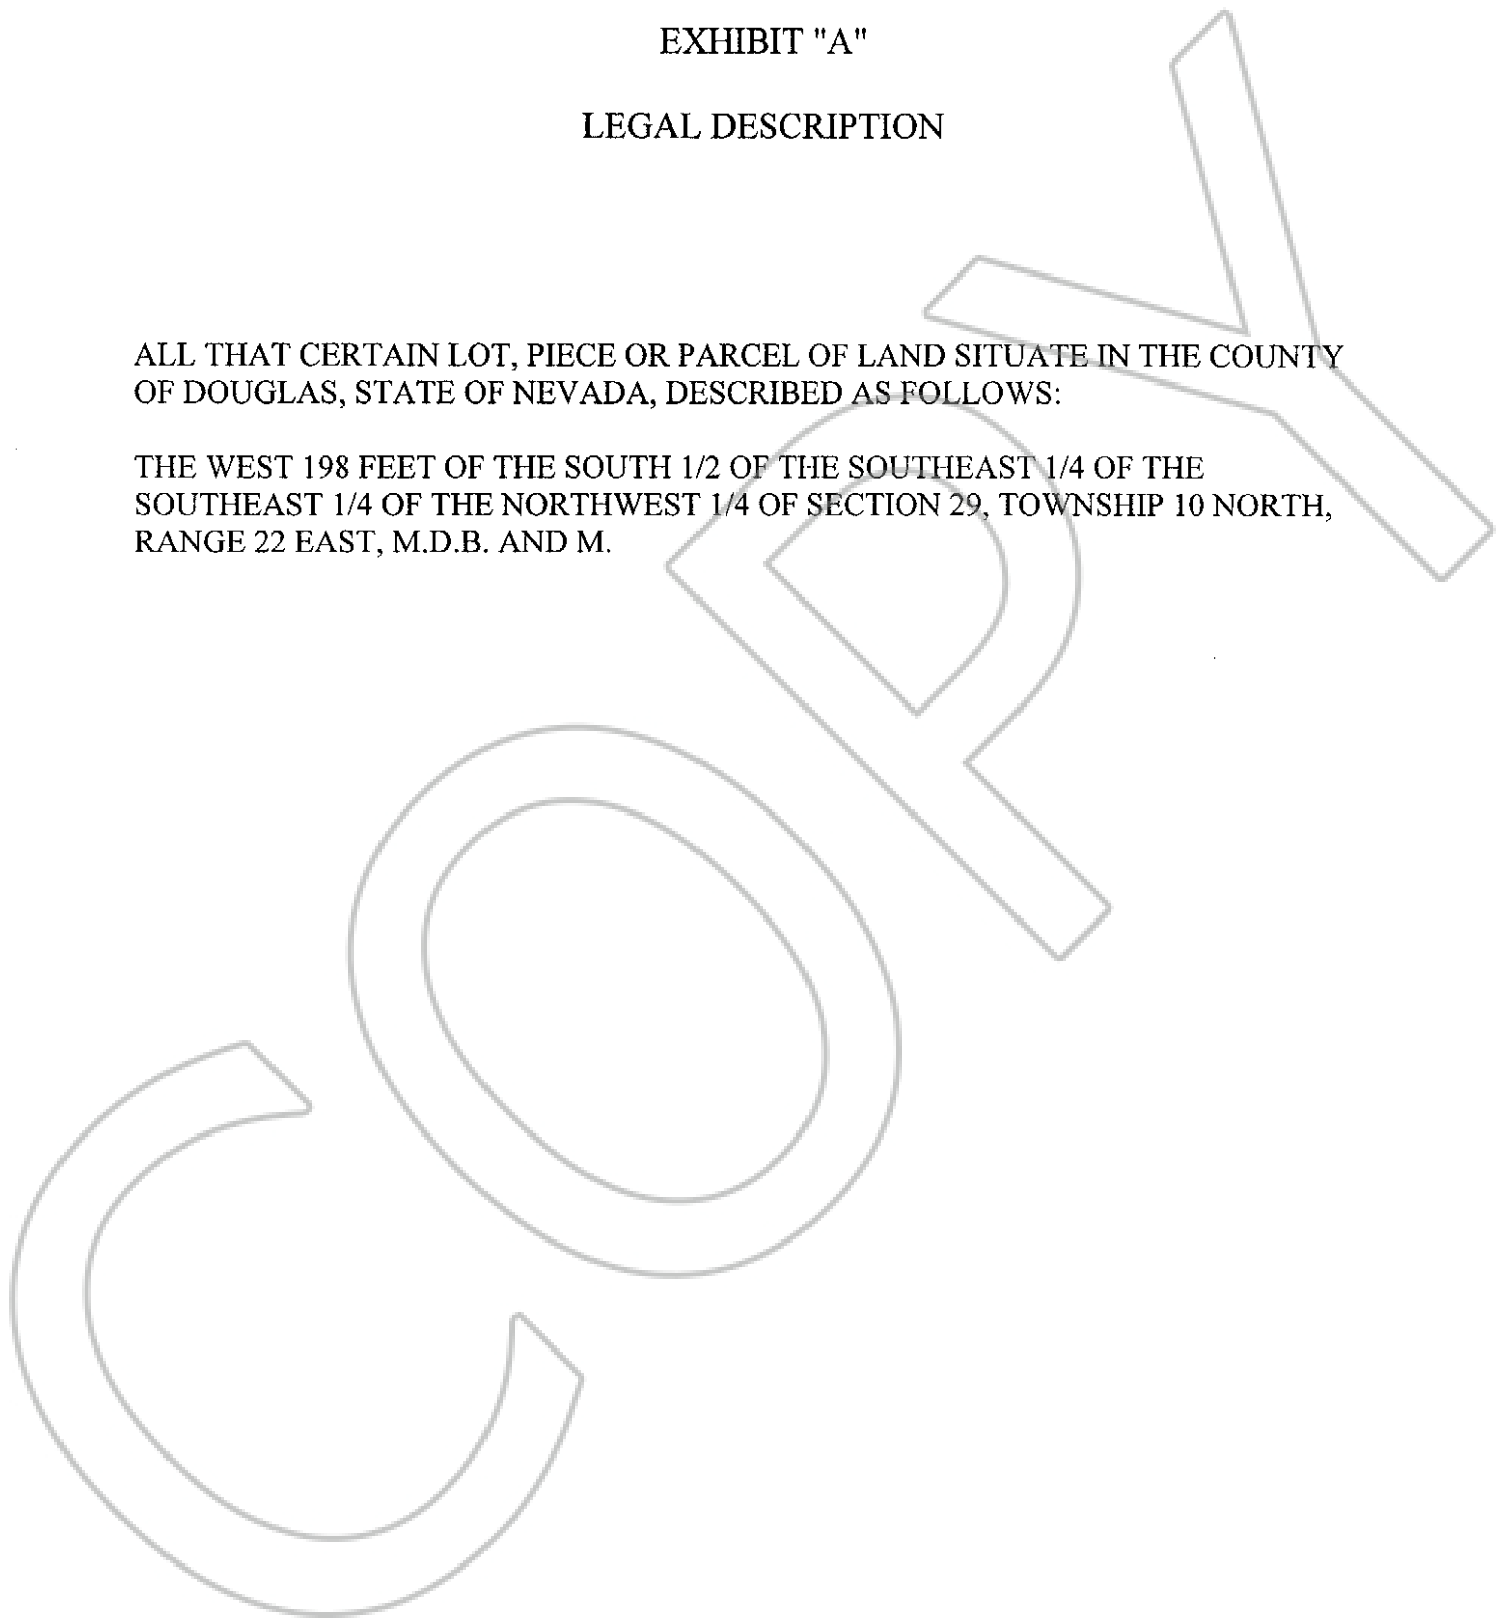 EXHIBIT "A"
LEGAL DESCRIPTION
ALL THAT CERTAIN LOT, PIECE OR PARCEL OF LAND SITUATE IN THE COUNTY
OF DOUGLAS, STATE OF NEVADA, DESCRIBED AS FOLLOWS:
THE WEST 198 FEET OF THE SOUTH 1/2 OF THE SOUTHEAST 1/4 OF THE
SOUTHEAST 1/4 OF THE NORTHWEST 1/4 OF SECTION 29, TOWNSHIP 10 NORTH,
RANGE 22 EAST, M.D.B. AND M.
COPY